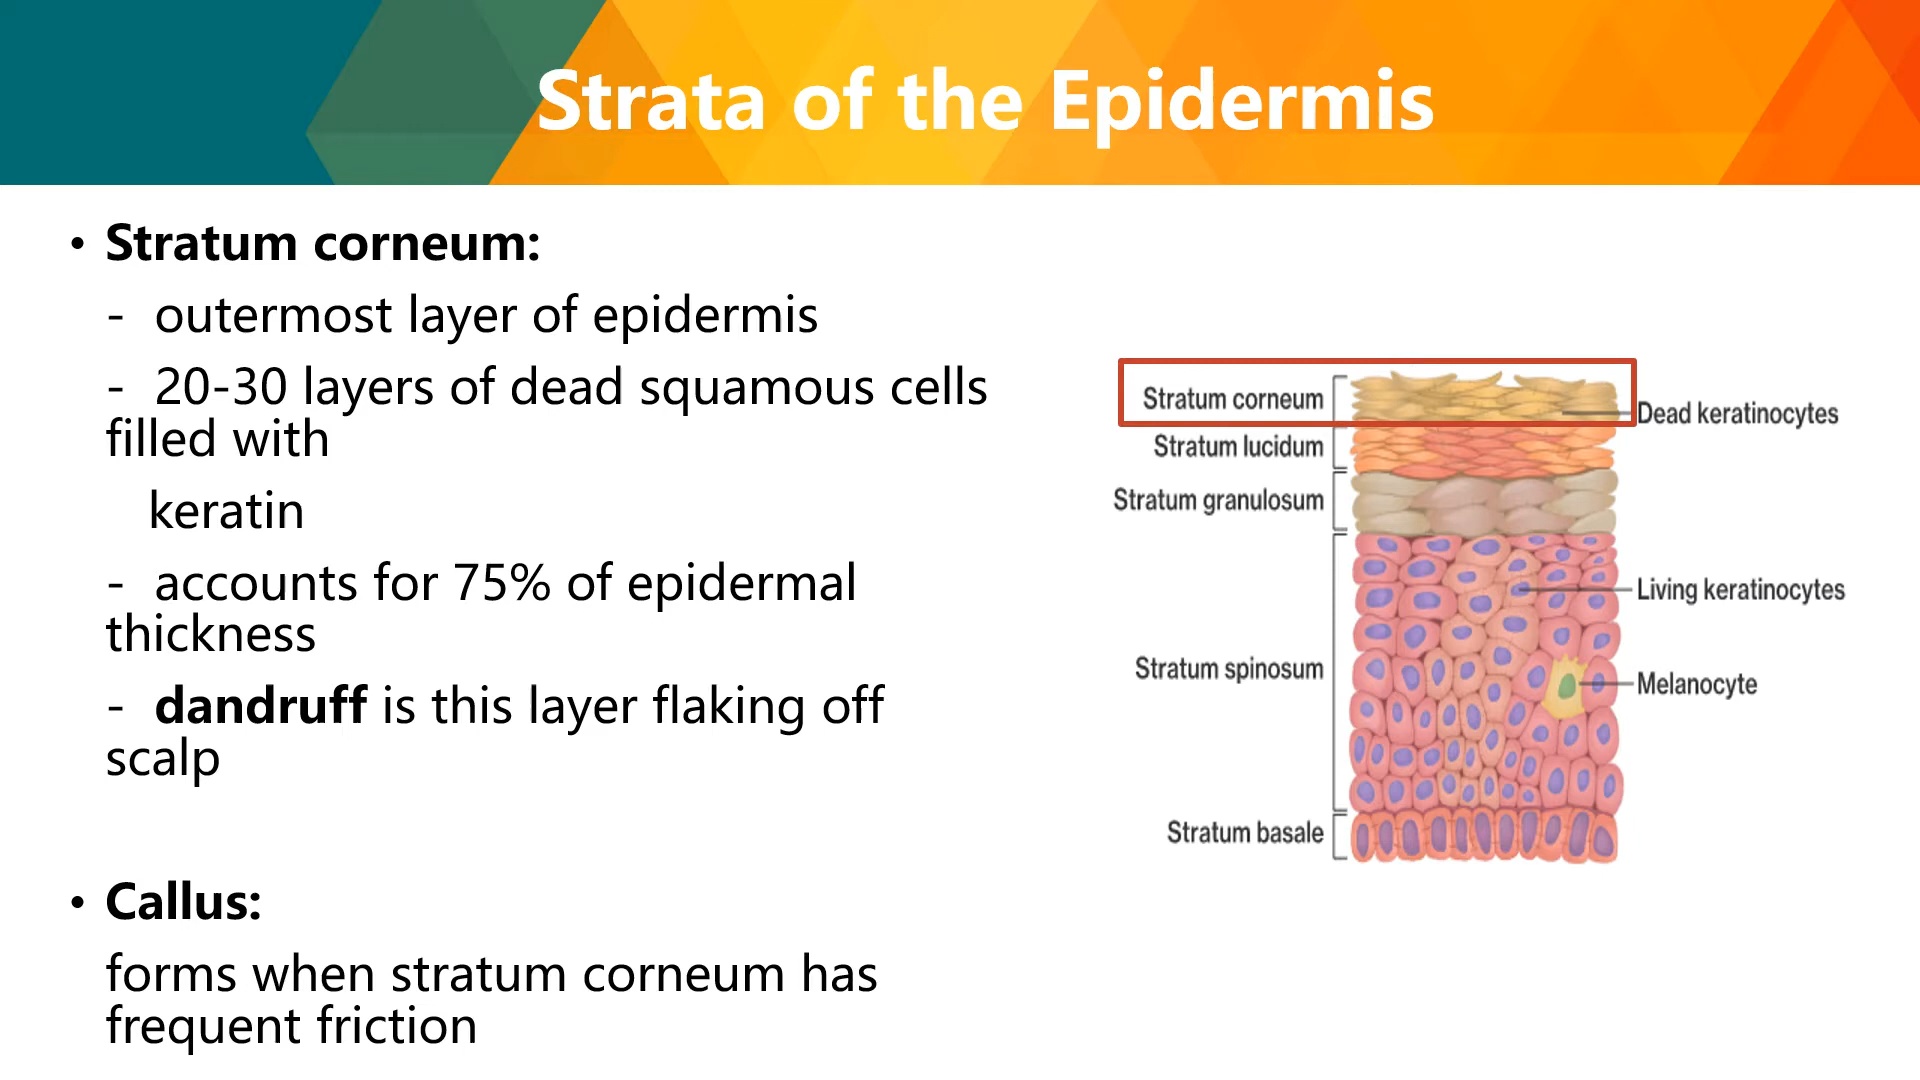 Strata of the Epidermis
• Stratum corneum:
- outermost layer of epidermis
- 20-30 layers of dead squamous cells
filled with
keratin
- accounts for 75% of epidermal
thickness
- dandruff is this layer flaking off
scalp
• Callus:
forms when stratum corneum has
frequent friction
Stratum corneum
Dead keratinocytes
Stratum lucidum
Stratum granulosum
Living keratinocytes
Stratum spinosum
Melanocyte
Stratum basale